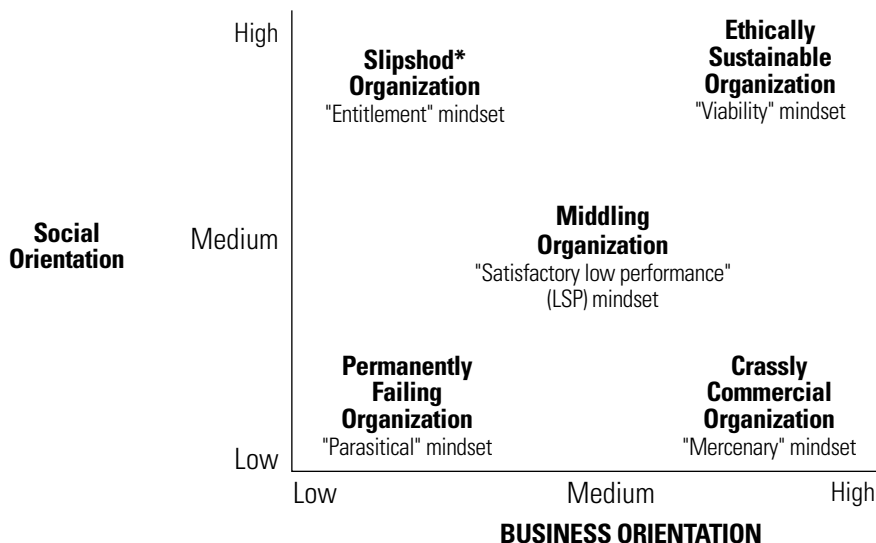 High
Slipshod*
Organization
"Entitlement" mindset
Ethically
Sustainable
Organization
"Viability" mindset
Social
Orientation
Medium
Middling
Organization
"Satisfactory low performance"
(LSP) mindset
Permanently
Failing
Organization
"Parasitical" mindset
Crassly
Commercial
Organization
"Mercenary" mindset
Low
Low
Medium
High
BUSINESS ORIENTATION